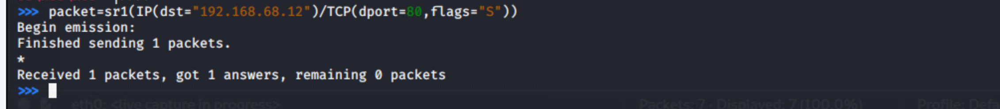 >>> packet=sr1(IP(dst="192.168.68.12")/TCP(dport=80,flags="S"))
Begin emission:
Finished sending 1 packets.
*
Received 1 packets, got 1 answers, remaining 0 packets
>>>
eth0: <live capture in progress> Packets: 7 · Displayed: 7 (100.0%) Profile: